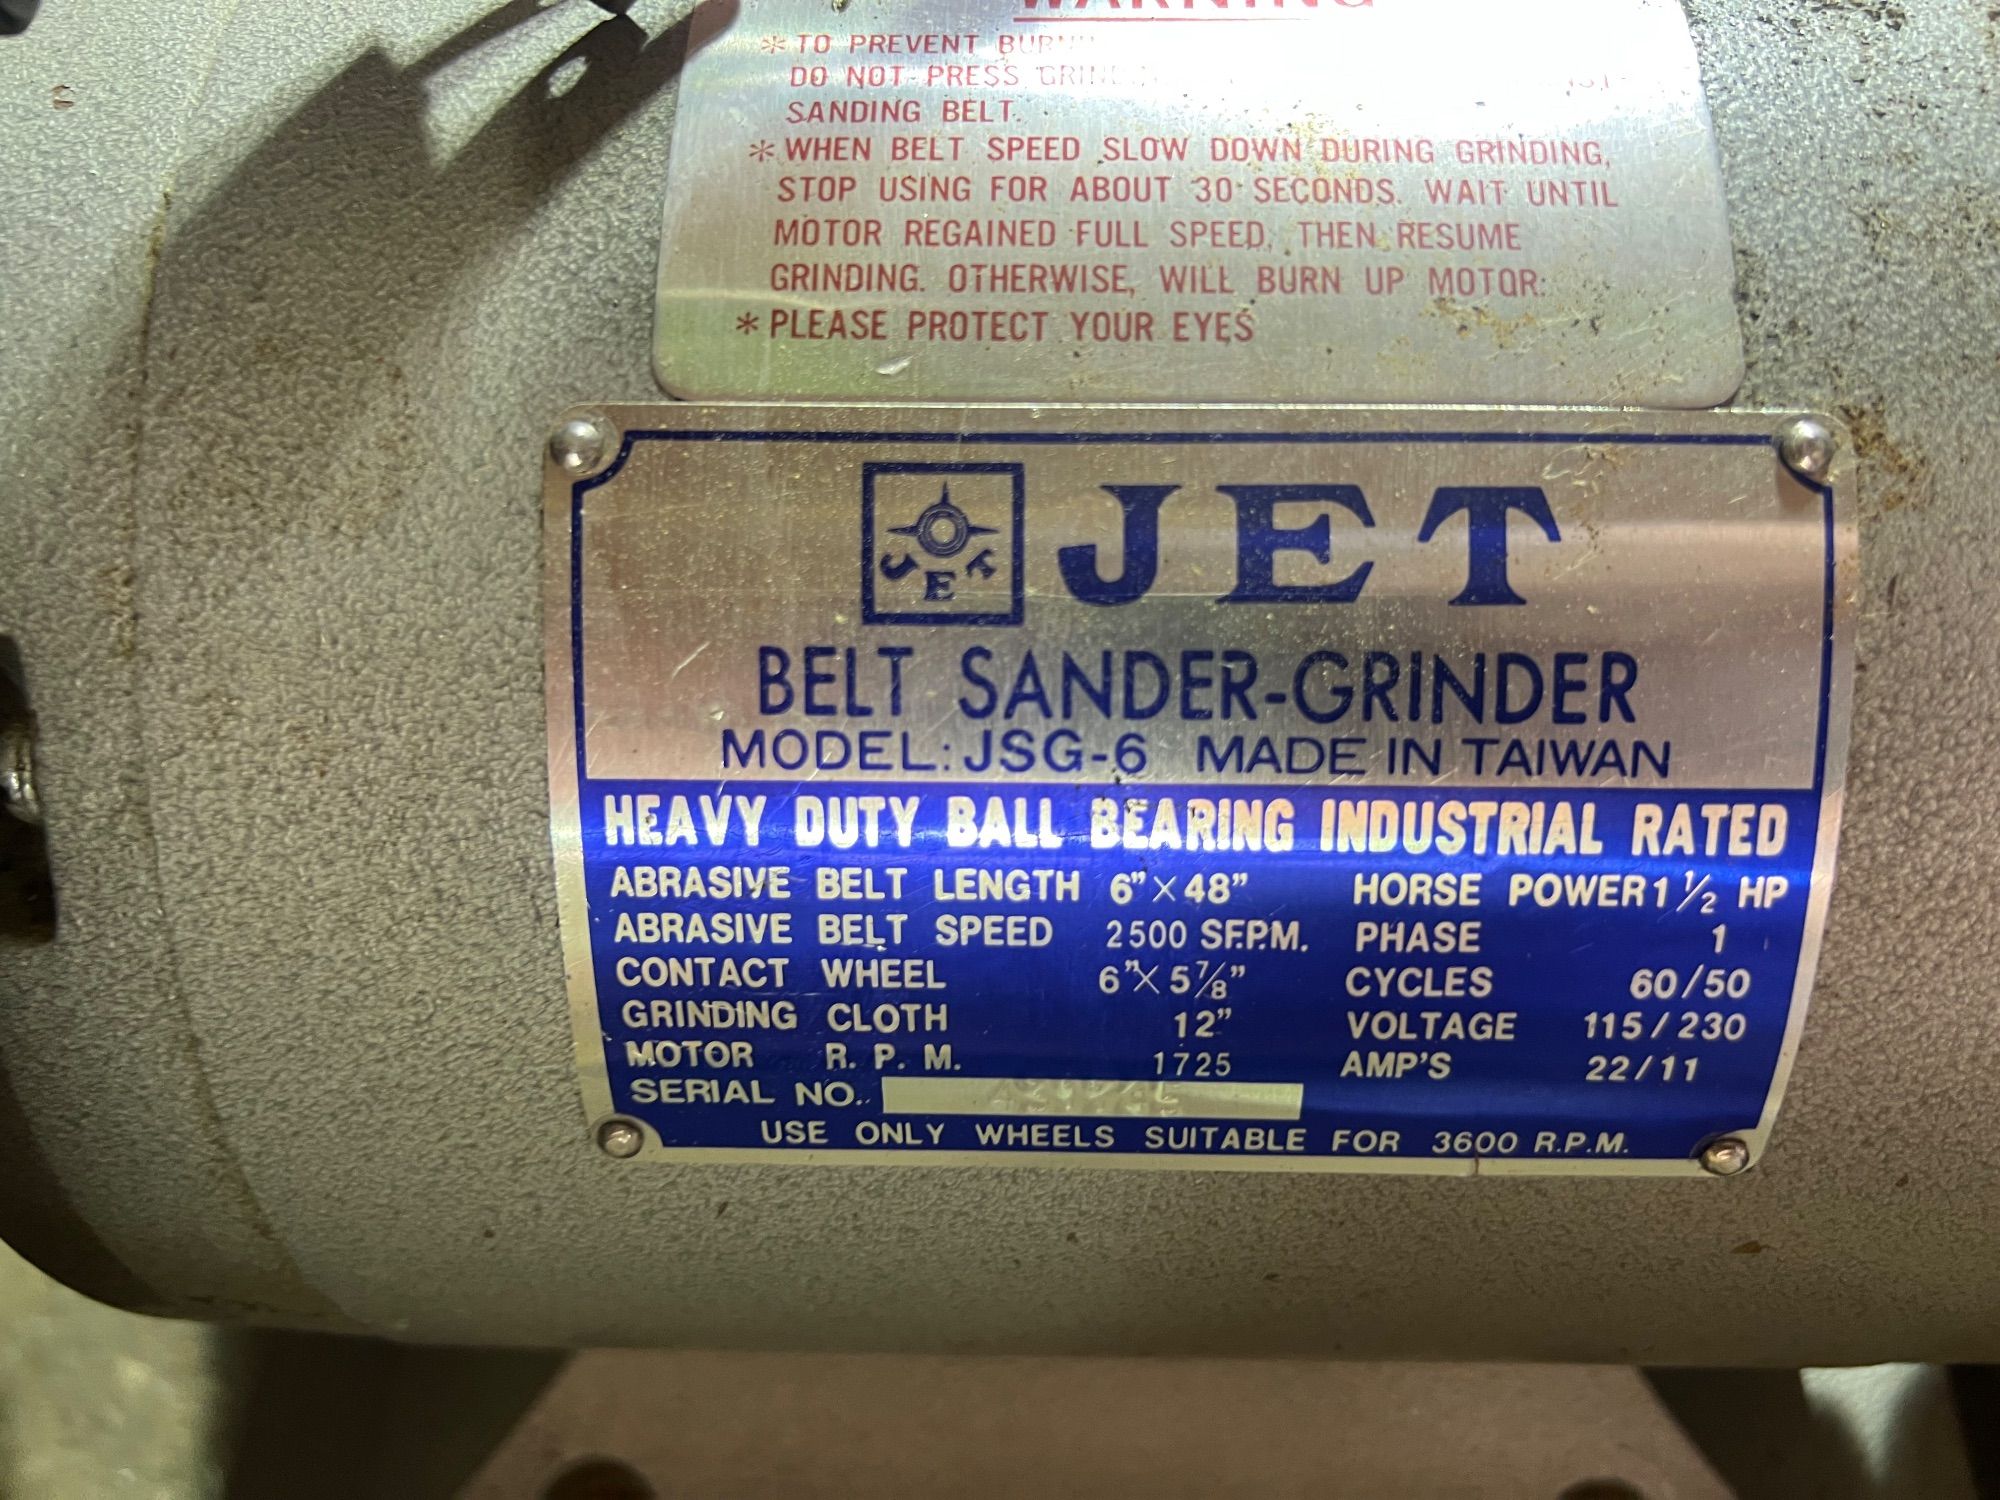 WARNING
* TO PREVENT
DO NOT PRESS
SANDING BELT.
* WHEN BELT SPEED SLOW DOWN DURING GRINDING,
STOP USING FOR ABOUT 30 SECONDS. WAIT UNTIL
MOTOR REGAINED FULL SPEED, THEN RESUME
GRINDING. OTHERWISE, WILL BURN UP MOTOR.
* PLEASE PROTECT YOUR EYES
JET JET
BELT SANDER-GRINDER
MODEL: JSG-6 MADE IN TAIWAN
HEAVY DUTY BALL BEARING INDUSTRIAL RATED
ABRASIVE BELT LENGTH 6"×48" HORSE POWER 1 1/2 HP
ABRASIVE BELT SPEED 2500 S.F.P.M. PHASE 1
CONTACT WHEEL 6"×5 7/8" CYCLES 60/50
GRINDING CLOTH 12" VOLTAGE 115/230
MOTOR R. P. M. 1725 AMP'S 22/11
SERIAL NO.
USE ONLY WHEELS SUITABLE FOR 3600 R.P.M.